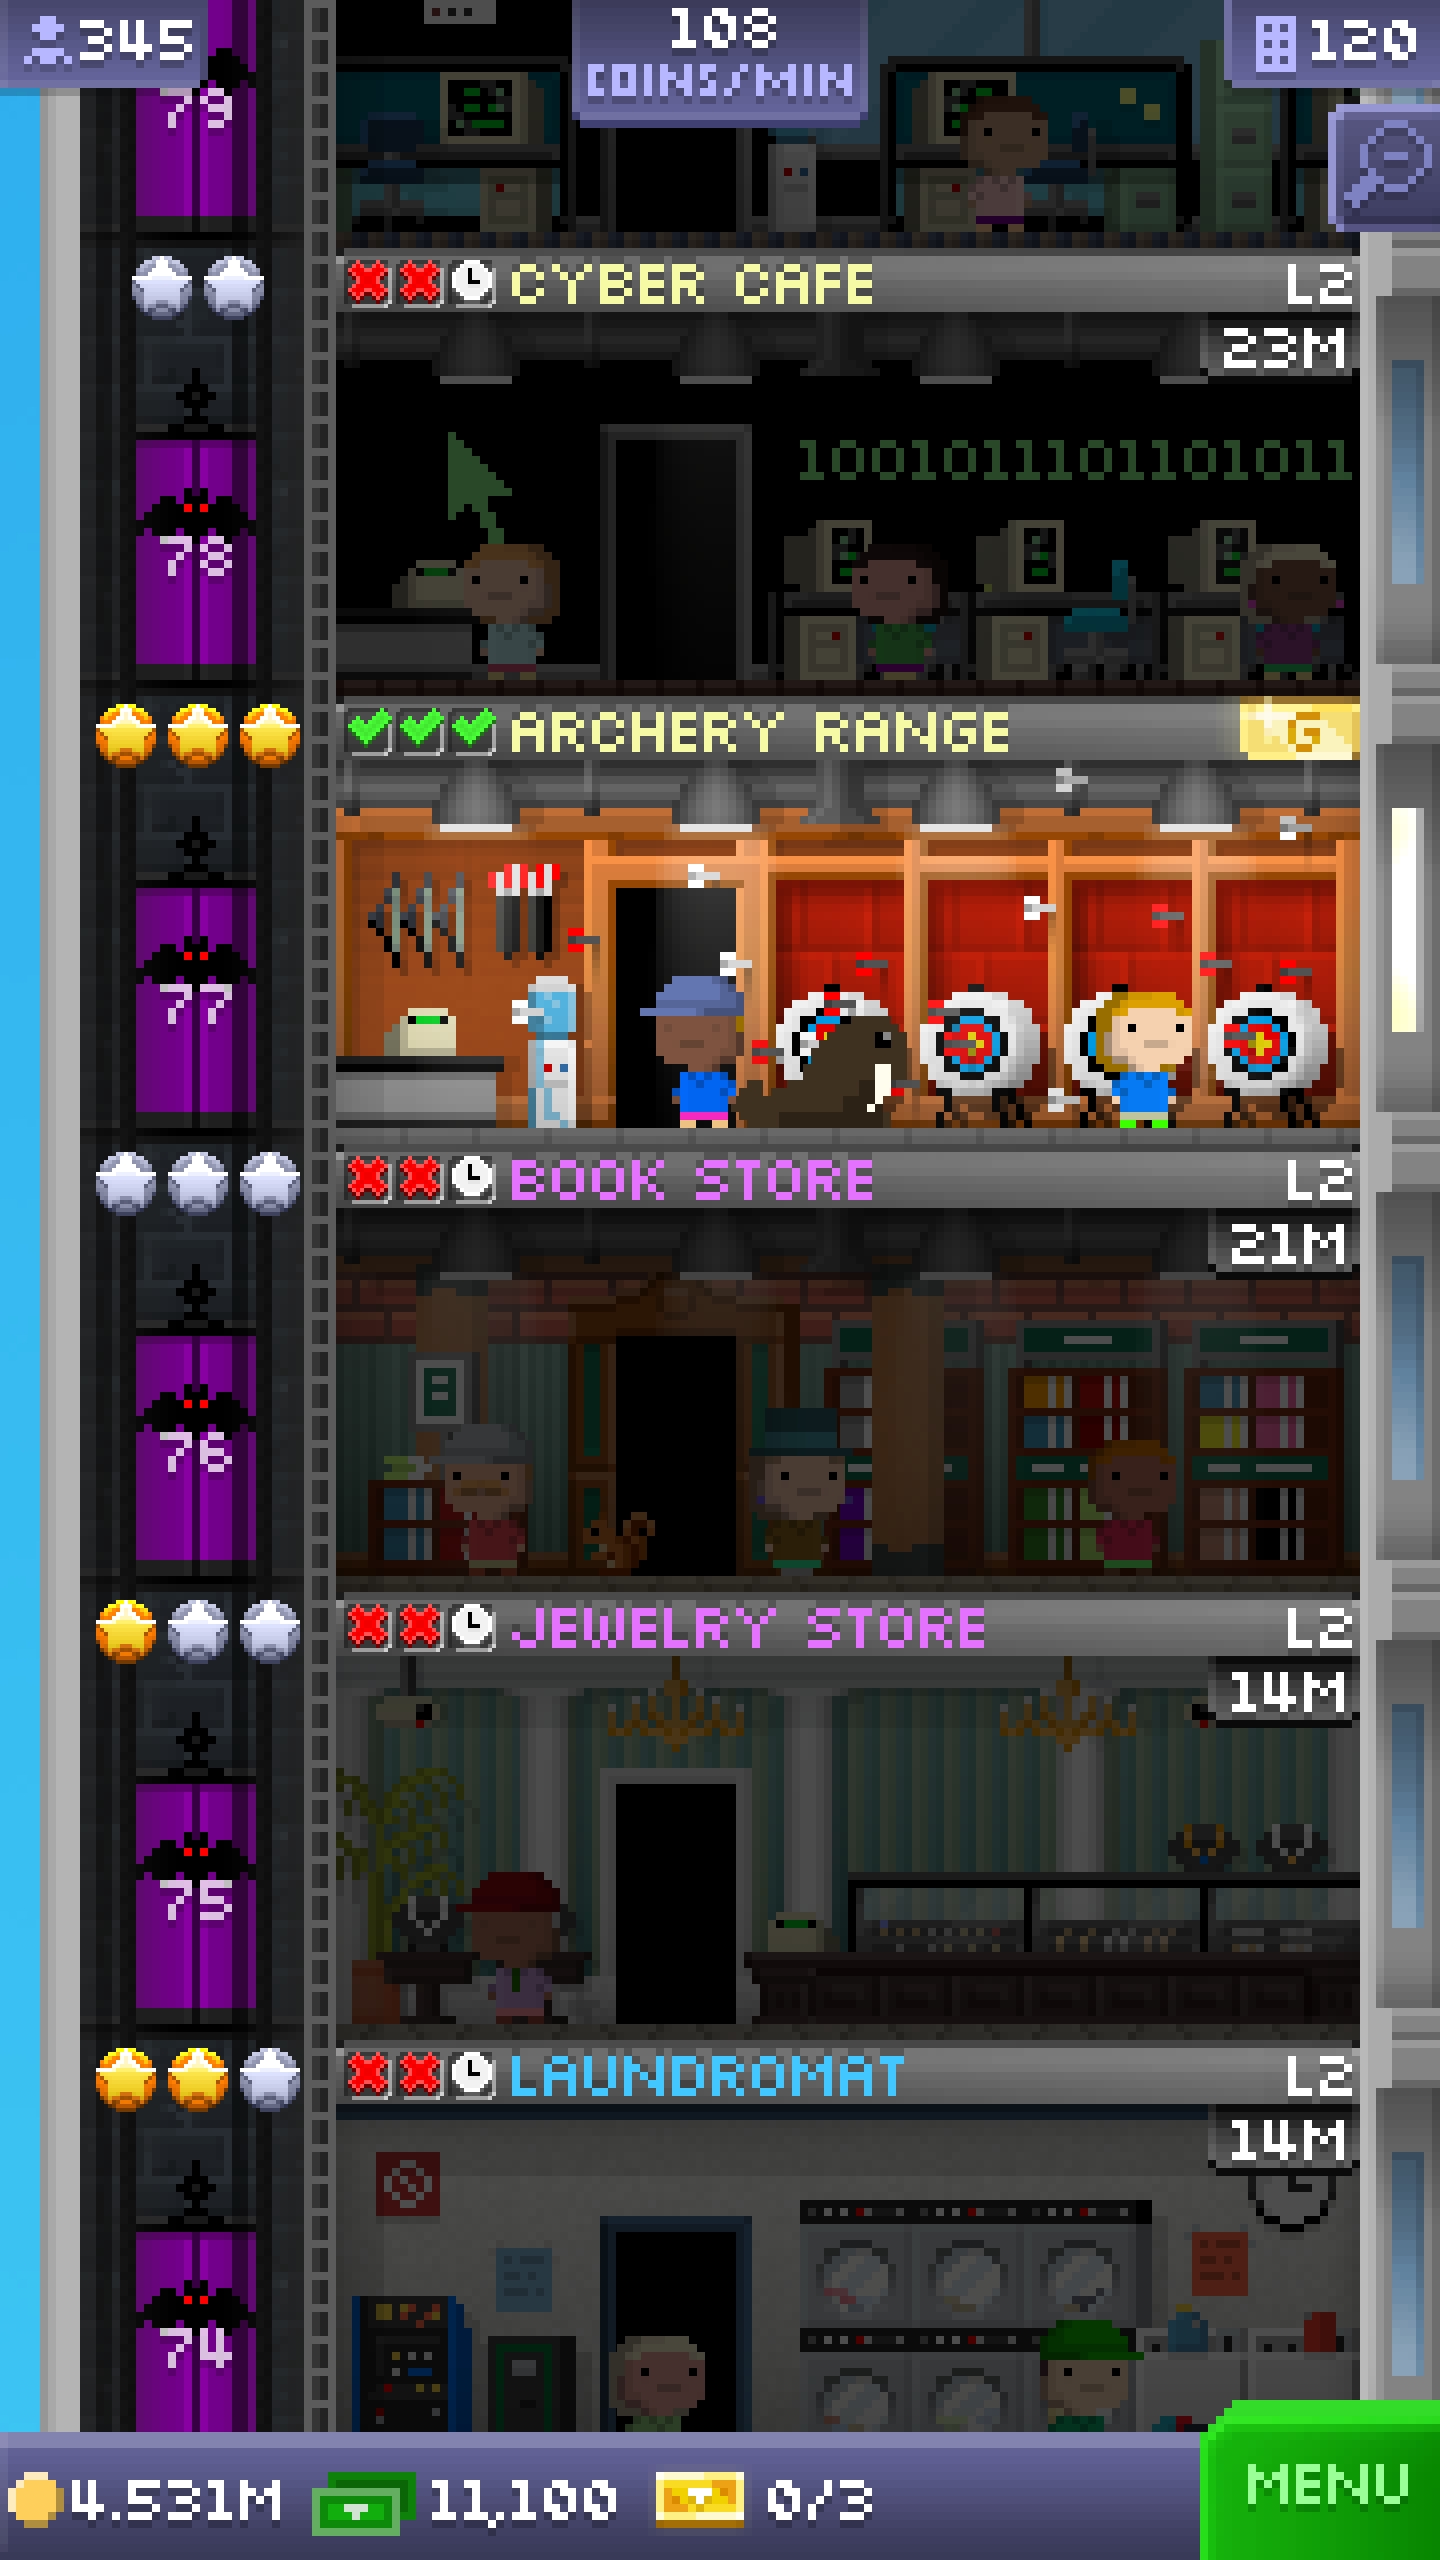 345
108
COINS/MIN
120
79
CYBER CAFE L2
23M
1001011101101011
78
ARCHERY RANGE G
77
BOOK STORE L2
21M
76
JEWELRY STORE L2
14M
75
LAUNDROMAT L2
14M
74
4.531M 11,100 0/3 MENU